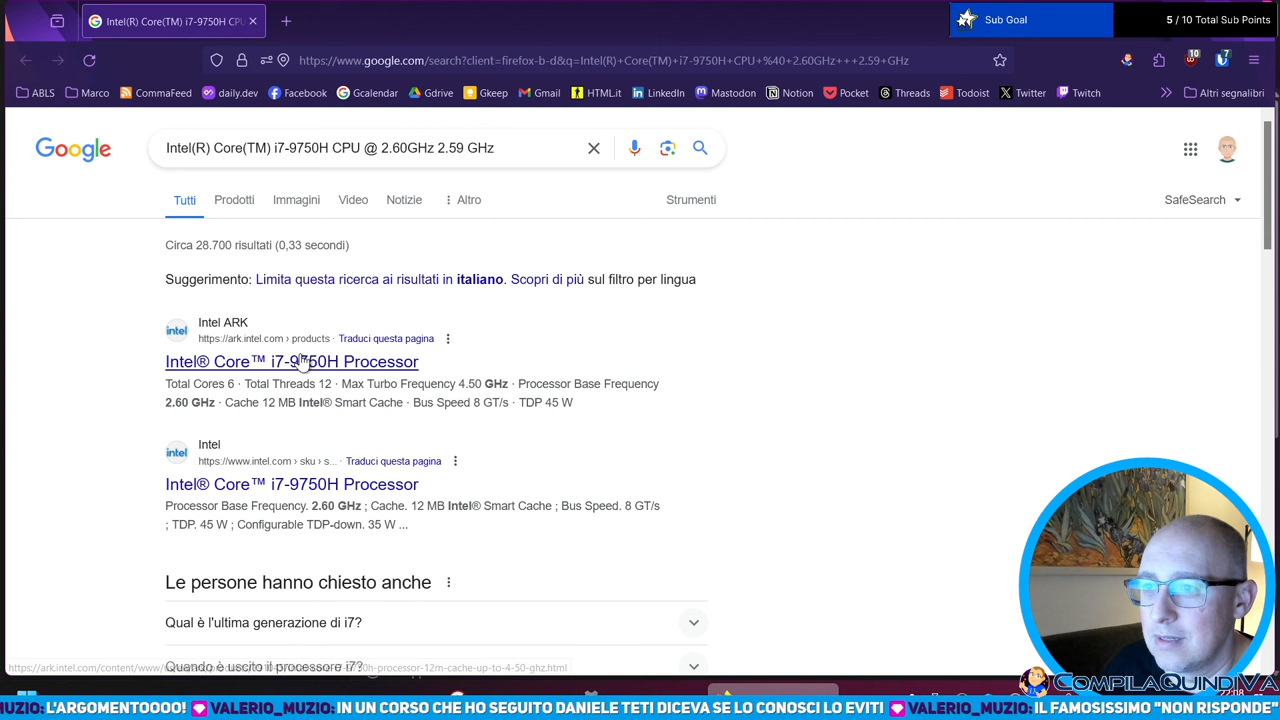 Intel(R) Core(TM) i7-9750H CPU
Sub Goal
5 / 10 Total Sub Points
https://www.google.com/search?client=firefox-b-d&q=Intel(R)+Core(TM)+i7-9750H+CPU+%40+2.60GHz+++2.59+GHz
10
7
ABLS
Marco
CommaFeed
daily.dev
Facebook
Gcalendar
Gdrive
Gkeep
Gmail
HTML.it
LinkedIn
Mastodon
Notion
Pocket
Threads
Todoist
Twitter
Twitch
Altri segnalibri
Google
Intel(R) Core(TM) i7-9750H CPU @ 2.60GHz 2.59 GHz
Tutti
Prodotti
Immagini
Video
Notizie
Altro
Strumenti
SafeSearch
Circa 28.700 risultati (0,33 secondi)
Suggerimento: Limita questa ricerca ai risultati in italiano. Scopri di più sul filtro per lingua
intel
Intel ARK
https://ark.intel.com › products · Traduci questa pagina
Intel® Core™ i7-9750H Processor
Total Cores 6 · Total Threads 12 · Max Turbo Frequency 4.50 GHz · Processor Base Frequency
2.60 GHz · Cache 12 MB Intel® Smart Cache · Bus Speed 8 GT/s · TDP 45 W
intel
Intel
https://www.intel.com › sku › s... · Traduci questa pagina
Intel® Core™ i7-9750H Processor
Processor Base Frequency. 2.60 GHz ; Cache. 12 MB Intel® Smart Cache ; Bus Speed. 8 GT/s
; TDP. 45 W ; Configurable TDP-down. 35 W ...
Le persone hanno chiesto anche
Qual è l'ultima generazione di i7?
Quando è uscito il processore i7?
COMPILAQUINDIVA
22:08
MUZIO: L'ARGOMENTOOOO! VALERIO_MUZIO: IN UN CORSO CHE HO SEGUITO DANIELE TETI DICEVA SE LO CONOSCI LO EVITI VALERIO_MUZIO: IL FAMOSISSIMO "NON RISPONDE"